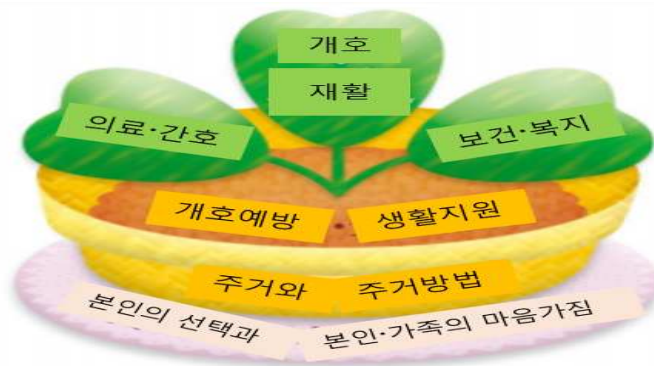 개호
재활
의료·간호
보건·복지
개호예방
생활지원
주거와
주거방법
본인의 선택과
본인·가족의 마음가짐